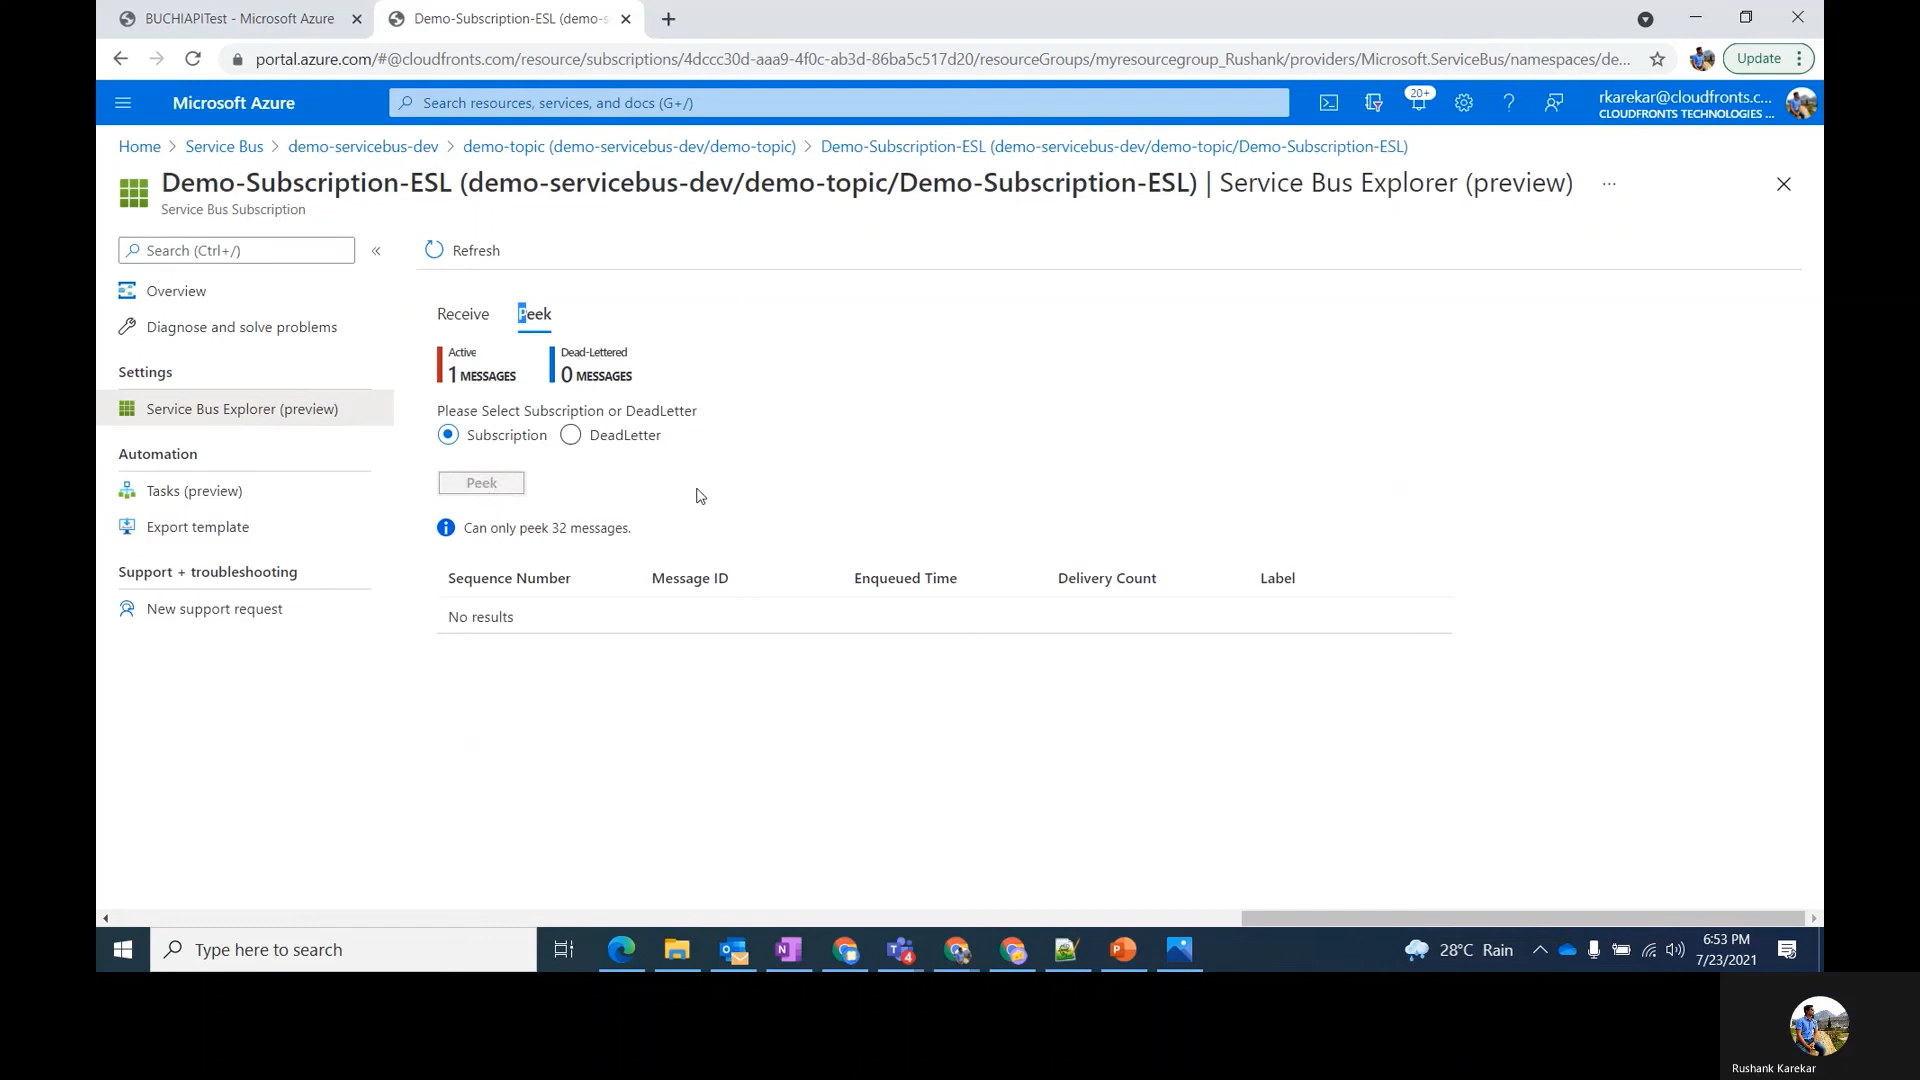 BUCHIAPITest - Microsoft Azure
Demo-Subscription-ESL (demo-s
portal.azure.com/#@cloudfronts.com/resource/subscriptions/4dccc30d-aaa9-4f0c-ab3d-86ba5c517d20/resourceGroups/myresourcegroup_Rushank/providers/Microsoft.ServiceBus/namespaces/de...
Update
Microsoft Azure
Search resources, services, and docs (G+/)
20+
rkarekar@cloudfronts.c...
CLOUDFRONTS TECHNOLOGIES ...
Home > Service Bus > demo-servicebus-dev > demo-topic (demo-servicebus-dev/demo-topic) > Demo-Subscription-ESL (demo-servicebus-dev/demo-topic/Demo-Subscription-ESL)
Demo-Subscription-ESL (demo-servicebus-dev/demo-topic/Demo-Subscription-ESL) | Service Bus Explorer (preview) ...
Service Bus Subscription
Search (Ctrl+/)
«
Overview
Diagnose and solve problems
Settings
Service Bus Explorer (preview)
Automation
Tasks (preview)
Export template
Support + troubleshooting
New support request
Refresh
Receive Peek
Active Dead-Lettered
1 MESSAGES 0 MESSAGES
Please Select Subscription or DeadLetter
Subscription DeadLetter
Peek
Can only peek 32 messages.
Sequence Number Message ID Enqueued Time Delivery Count Label
No results
Type here to search
4
28°C Rain
6:53 PM
7/23/2021
Rushank Karekar